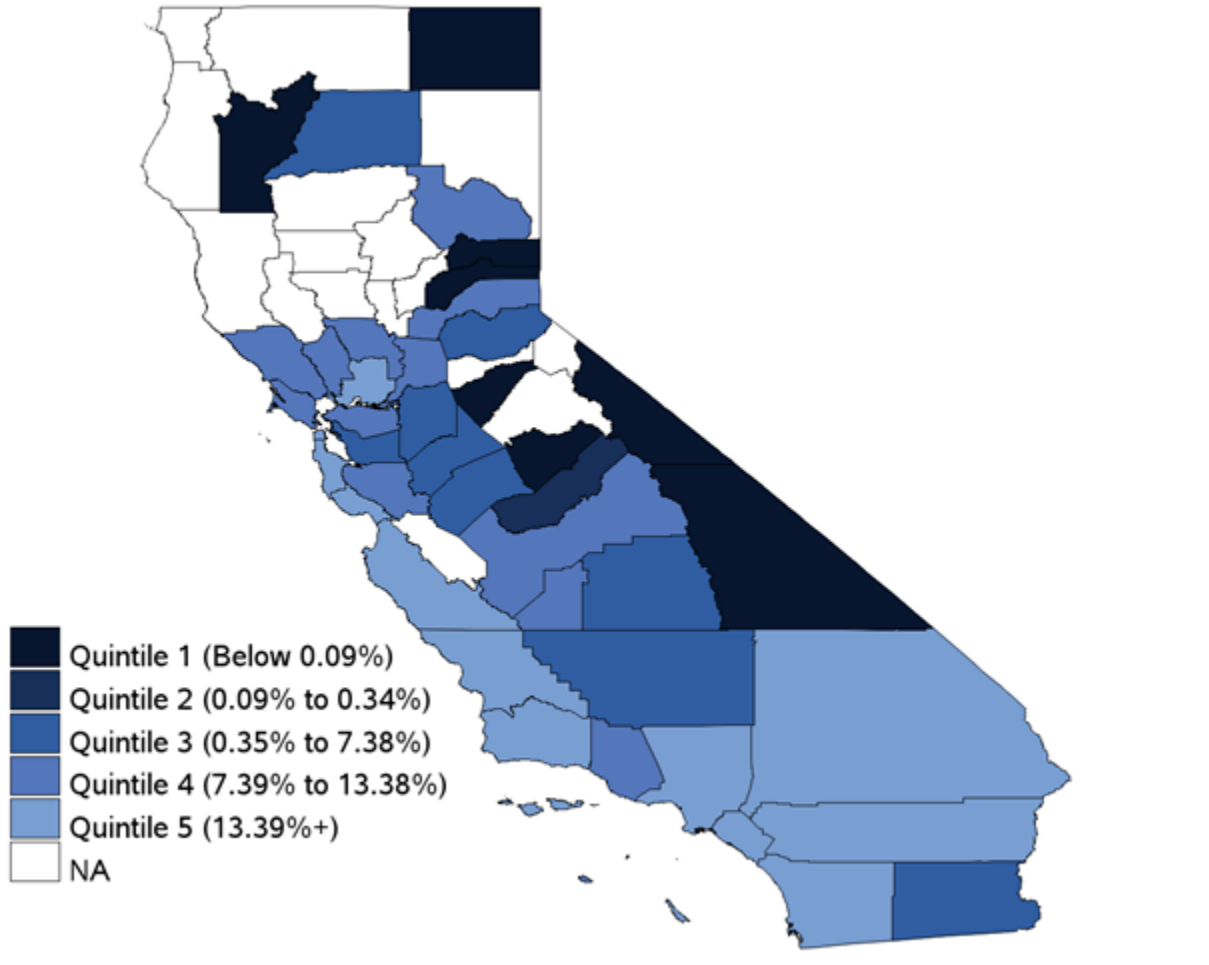 Quintile 1 (Below 0.09%)
Quintile 2 (0.09% to 0.34%)
Quintile 3 (0.35% to 7.38%)
Quintile 4 (7.39% to 13.38%)
Quintile 5 (13.39%+)
NA